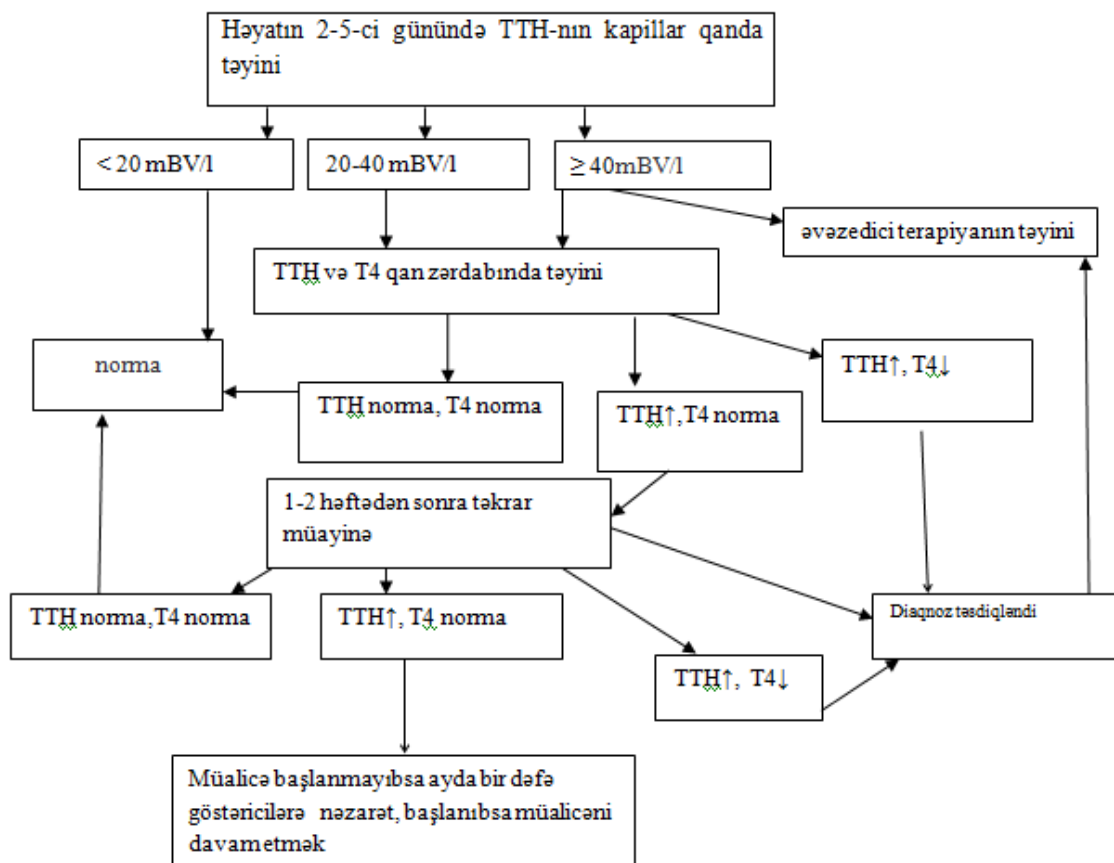 Həyatın 2-5-ci günündə TTH-nın kapillar qanda
təyini
< 20 mBV/l
20-40 mBV/l
≥ 40mBV/l
əvəzedici terapiyanın təyini
TTH və T4 qan zərdabında təyini
norma
TTH norma, T4 norma
TTH↑,T4 norma
TTH↑, T4↓
1-2 həftədən sonra təkrar
müayinə
TTH norma,T4 norma
TTH↑, T4 norma
TTH↑, T4↓
Diaqnoz təsdiqləndi
Müalicə başlanmayıbsa ayda bir dəfə
göstəricilərə nəzarət, başlanıbsa müalicəni
davametmək